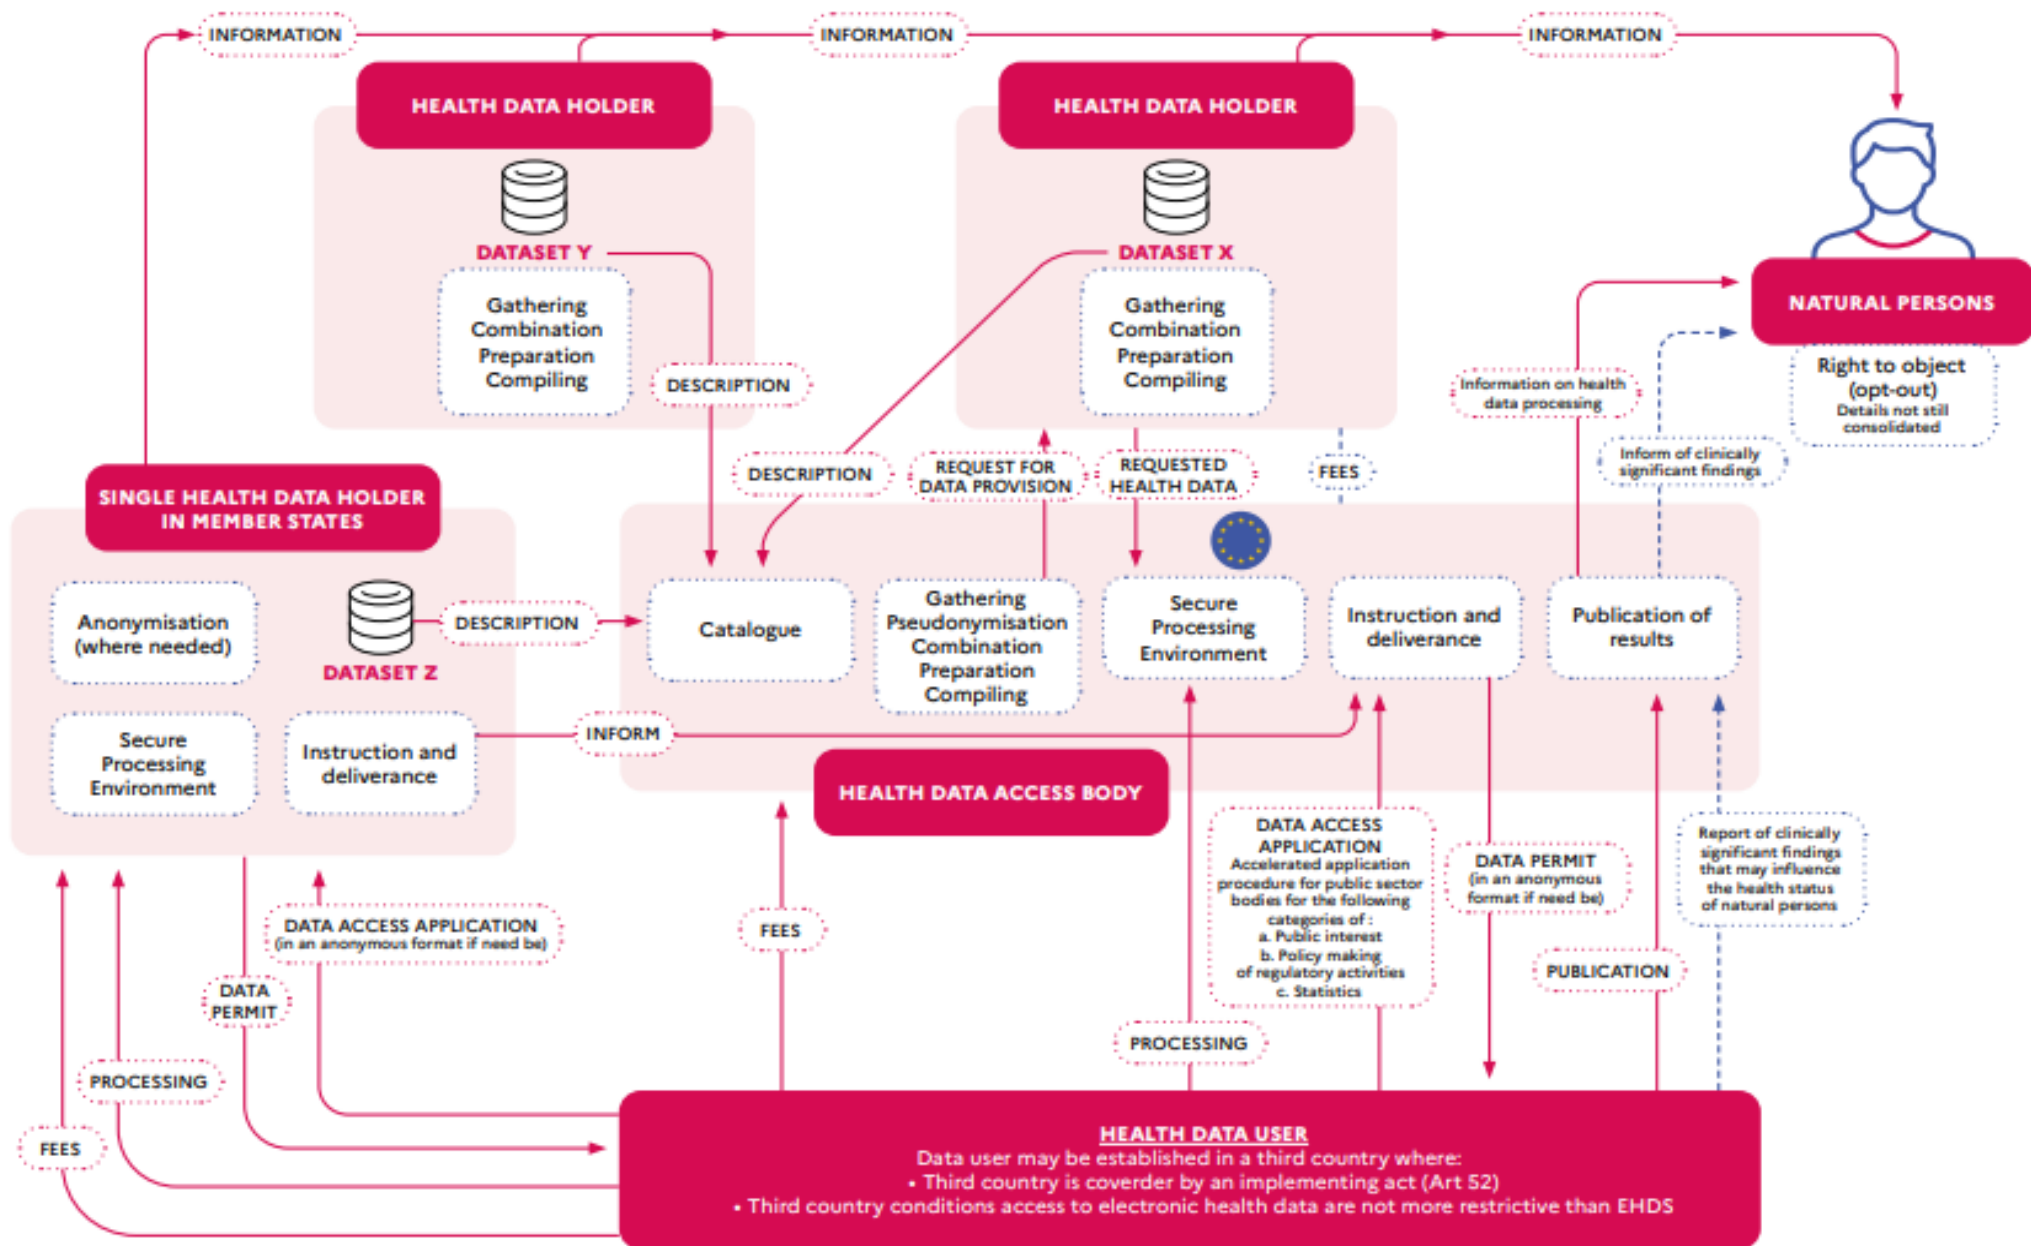 INFORMATION
INFORMATION
INFORMATION
HEALTH DATA HOLDER
HEALTH DATA HOLDER
DATASET Y
Gathering
Combination
Preparation
Compiling
DATASET X
Gathering
Combination
Preparation
Compiling
NATURAL PERSONS
Right to object
(opt-out)
Details not still
consolidated
DESCRIPTION
DESCRIPTION
REQUEST FOR
DATA PROVISION
REQUESTED
HEALTH DATA
FEES
Information on health
data processing
Inform of clinically
significant findings
SINGLE HEALTH DATA HOLDER
IN MEMBER STATES
Anonymisation
(where needed)
DATASET Z
DESCRIPTION
Secure
Processing
Environment
Instruction and
deliverance
INFORM
Catalogue
Gathering
Pseudonymisation
Combination
Preparation
Compiling
Secure
Processing
Environment
Instruction and
deliverance
Publication of
results
HEALTH DATA ACCESS BODY
DATA ACCESS APPLICATION
(in an anonymous format if need be)
DATA
PERMIT
PROCESSING
FEES
FEES
PROCESSING
DATA ACCESS
APPLICATION
Accelerated application
procedure for public sector
bodies for the following
categories of :
a. Public interest
b. Policy making
of regulatory activities
c. Statistics
DATA PERMIT
(in an anonymous
format if need be)
PUBLICATION
Report of clinically
significant findings
that may influence
the health status
of natural persons
HEALTH DATA USER
Data user may be established in a third country where:
• Third country is coverder by an implementing act (Art 52)
• Third country conditions access to electronic health data are not more restrictive than EHDS